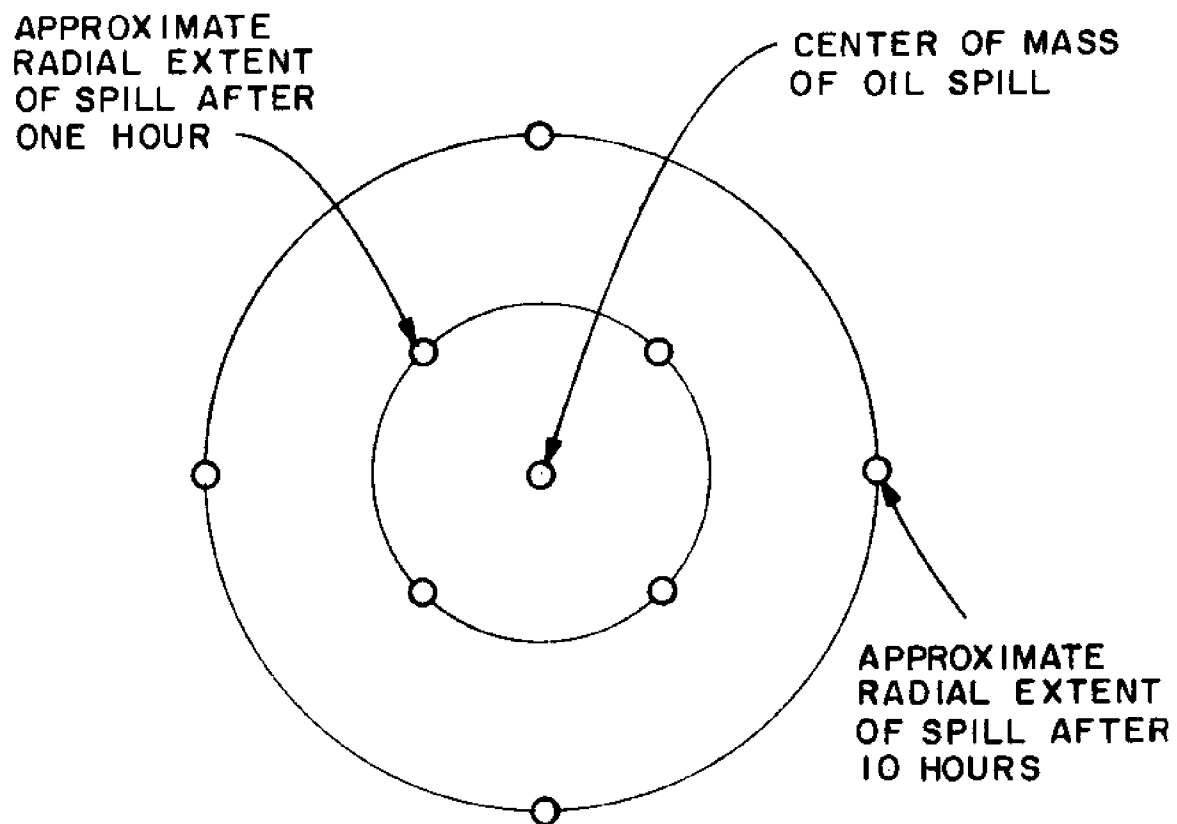 APPROXIMATE
RADIAL EXTENT
OF SPILL AFTER
ONE HOUR
CENTER OF MASS
OF OIL SPILL
APPROXIMATE
RADIAL EXTENT
OF SPILL AFTER
10 HOURS